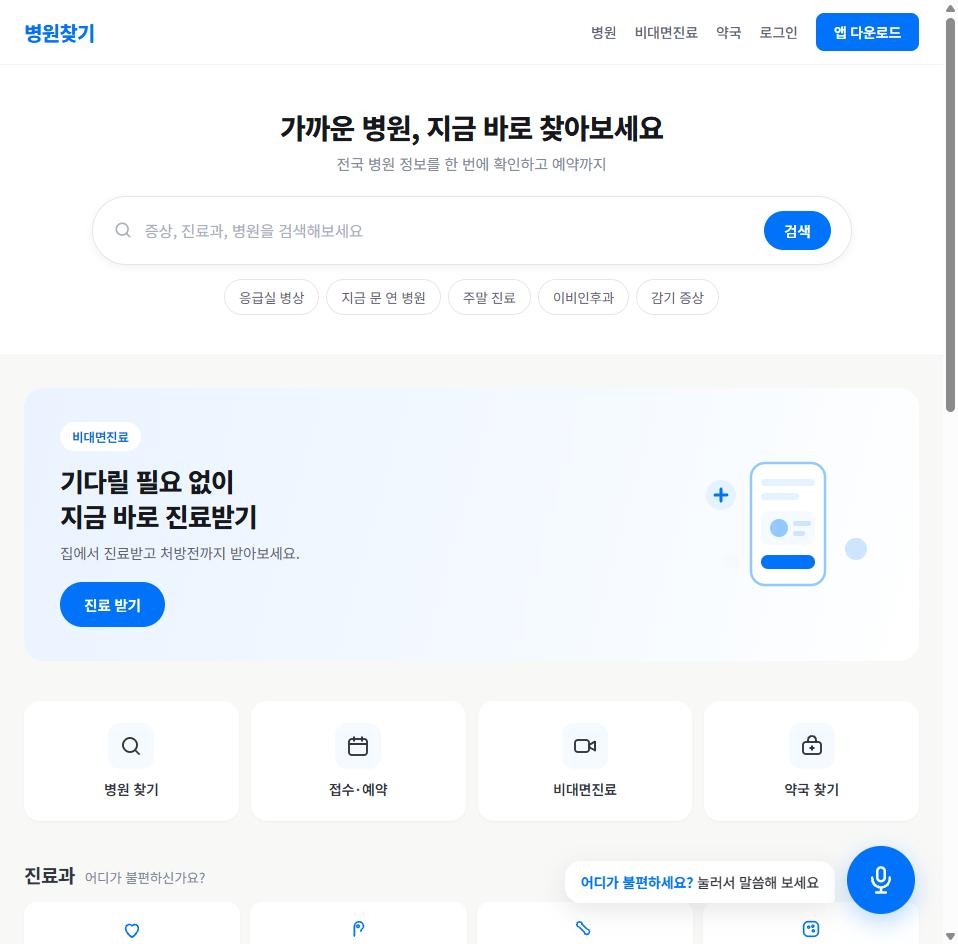 병원찾기
병원 비대면진료 약국 로그인 앱 다운로드
가까운 병원, 지금 바로 찾아보세요
전국 병원 정보를 한 번에 확인하고 예약까지
증상, 진료과, 병원을 검색해보세요 검색
응급실 병상 지금 문 연 병원 주말 진료 이비인후과 감기 증상
비대면진료
기다릴 필요 없이
지금 바로 진료받기
집에서 진료받고 처방전까지 받아보세요.
진료 받기
병원 찾기 접수·예약 비대면진료 약국 찾기
진료과 어디가 불편하신가요?
어디가 불편하세요? 눌러서 말씀해 보세요